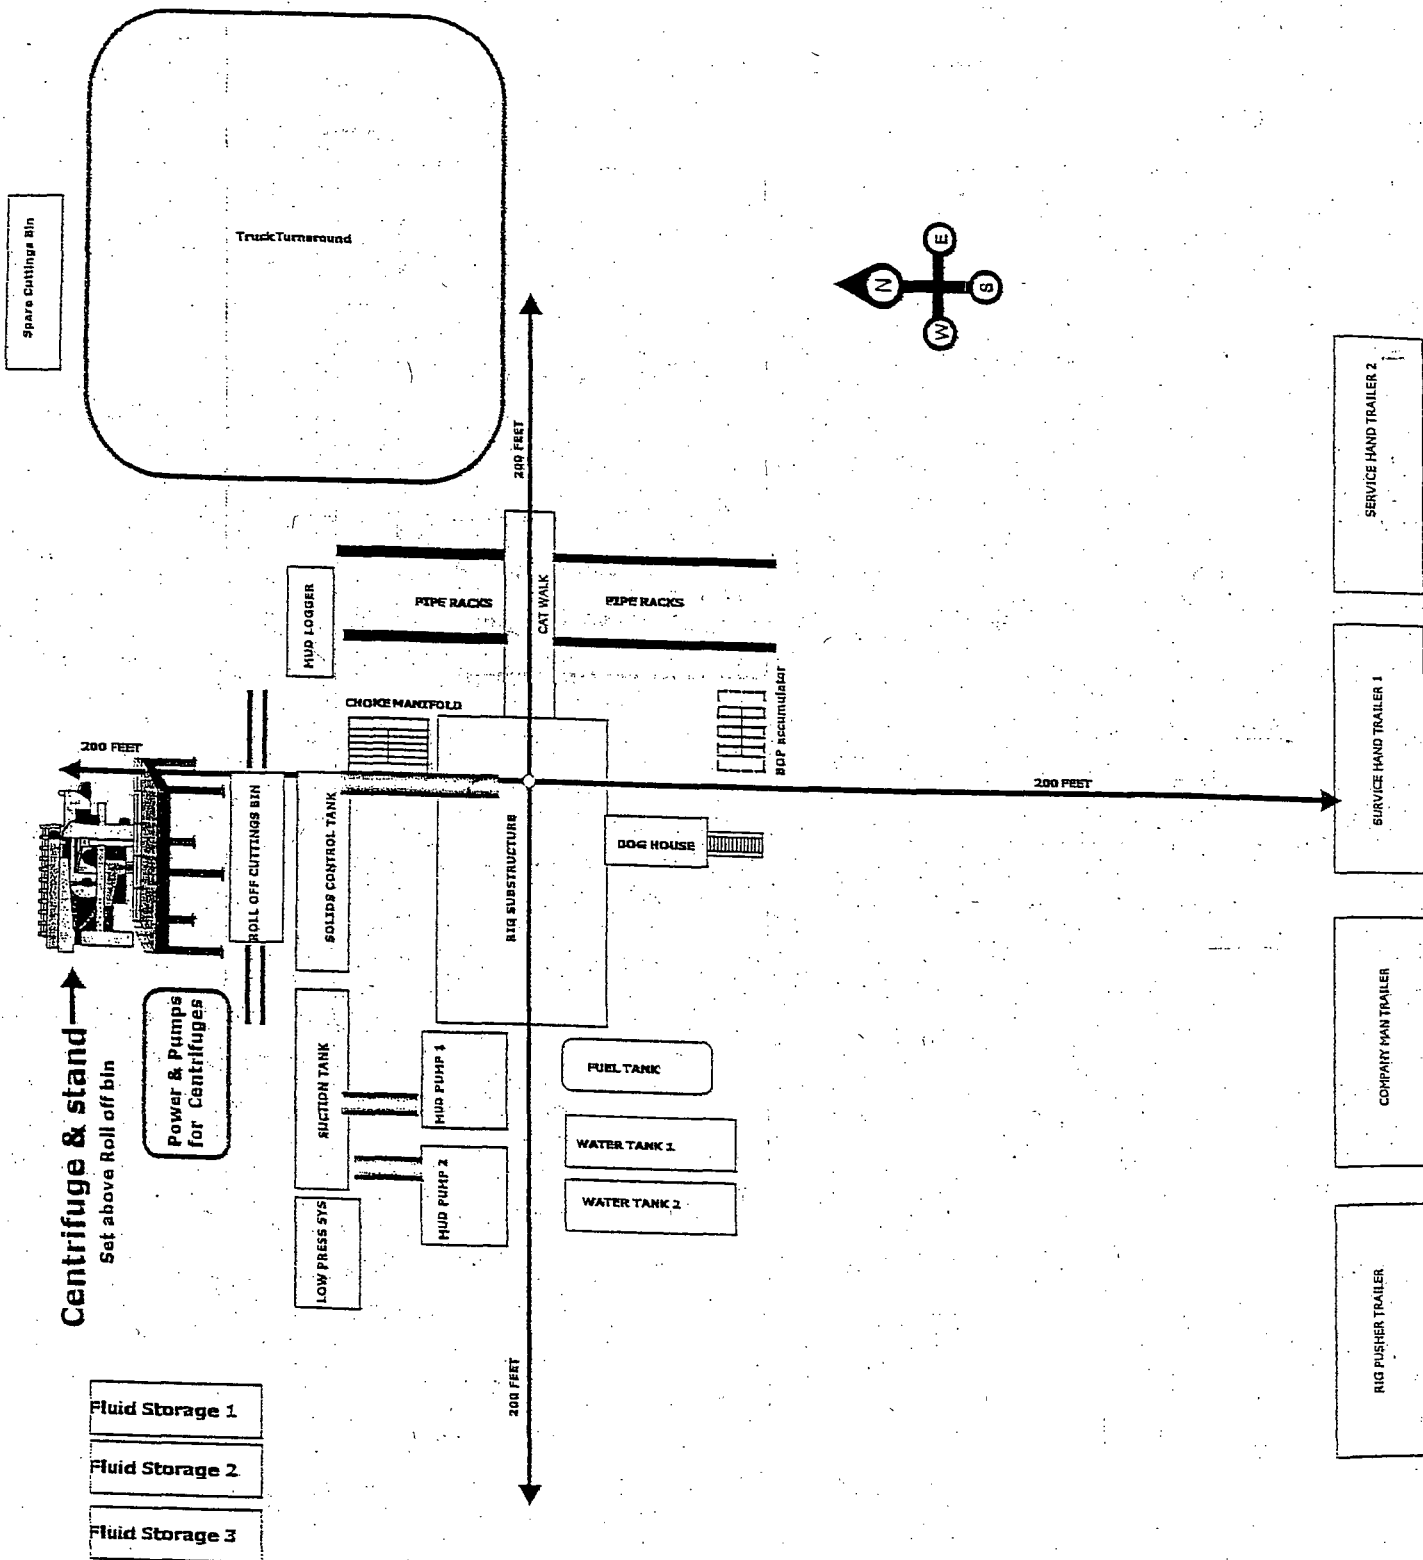 Spare Cuttings Bin
Truck Turnaround
N
E
S
W
200 FEET
SERVICE HAND TRAILER 2
MUD LOGGER
PIPE RACKS
CAT WALK
PIPE RACKS
CHOKE MANIFOLD
BOP accumulator
200 FEET
SURVICE HAND TRAILER 1
200 FEET
ROLL OFF CUTTINGS BIN
SOLIDS CONTROL TANK
RIG SUBSTRUCTURE
DOG HOUSE
Centrifuge & stand
Set above Roll off bin
Power & Pumps
for Centrifuges
SUCTION TANK
MUD PUMP 1
FUEL TANK
COMPANY MAN TRAILER
WATER TANK 1
MUD PUMP 2
WATER TANK 2
LOW PRESS SYS
RIG PUSHER TRAILER
200 FEET
Fluid Storage 1
Fluid Storage 2
Fluid Storage 3